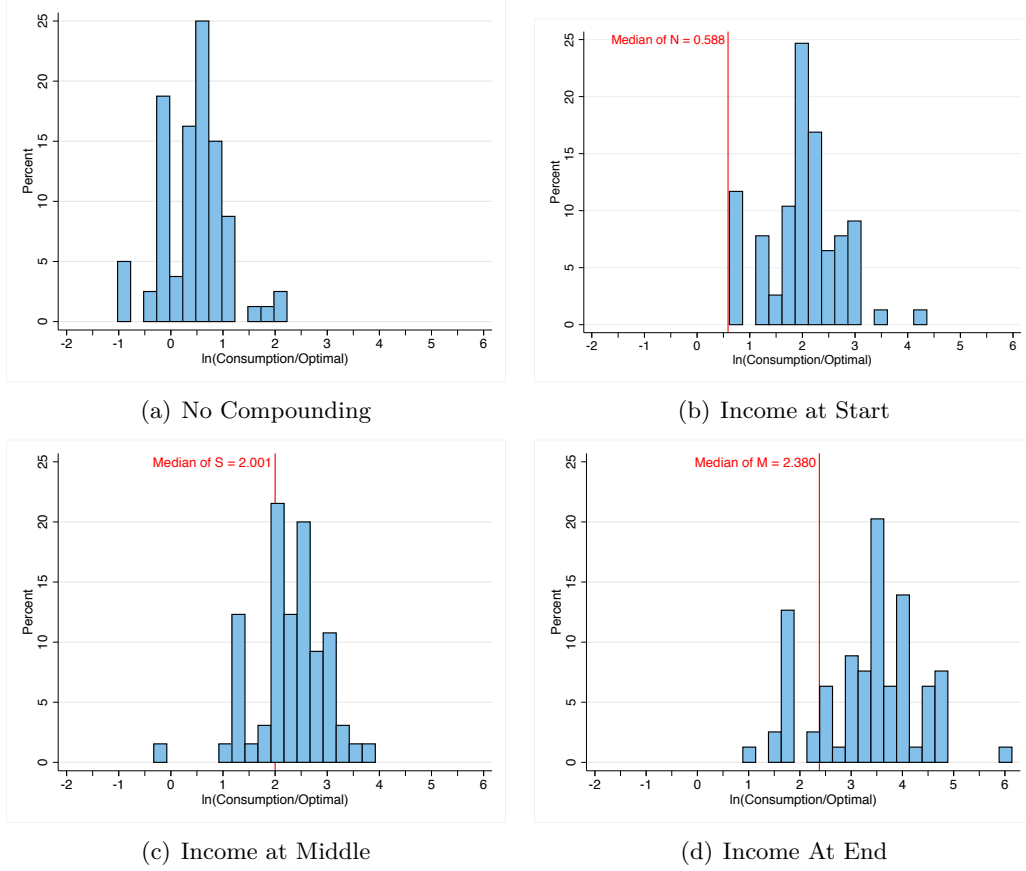 25
20
15
10
5
0
Percent
-2 -1 0 1 2 3 4 5 6
ln(Consumption/Optimal)
(a) No Compounding
Median of N = 0.588
25
20
15
10
5
0
Percent
-2 -1 0 1 2 3 4 5 6
ln(Consumption/Optimal)
(b) Income at Start
Median of S = 2.001
25
20
15
10
5
0
Percent
-2 -1 0 1 2 3 4 5 6
ln(Consumption/Optimal)
(c) Income at Middle
Median of M = 2.380
25
20
15
10
5
0
Percent
-2 -1 0 1 2 3 4 5 6
ln(Consumption/Optimal)
(d) Income At End